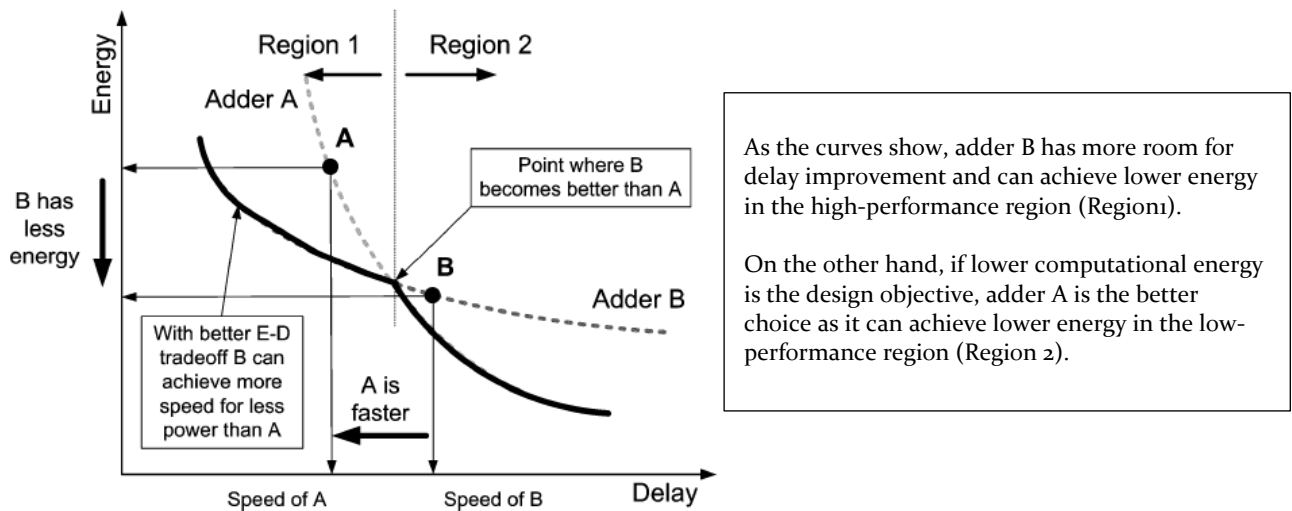 Energy
Region 1
Region 2
Adder A
A
Point where B
becomes better than A
B has
less
energy
B
Adder B
With better E-D
tradeoff B can
achieve more
speed for less
power than A
A is
faster
Speed of A
Speed of B
Delay
As the curves show, adder B has more room for
delay improvement and can achieve lower energy
in the high-performance region (Region1).
On the other hand, if lower computational energy
is the design objective, adder A is the better
choice as it can achieve lower energy in the low-
performance region (Region 2).